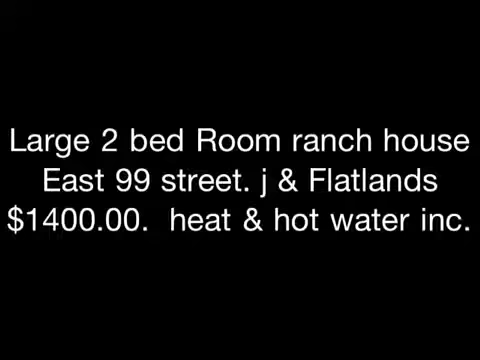 Large 2 bed Room ranch house
East 99 street. j & Flatlands
$1400.00.  heat & hot water inc.